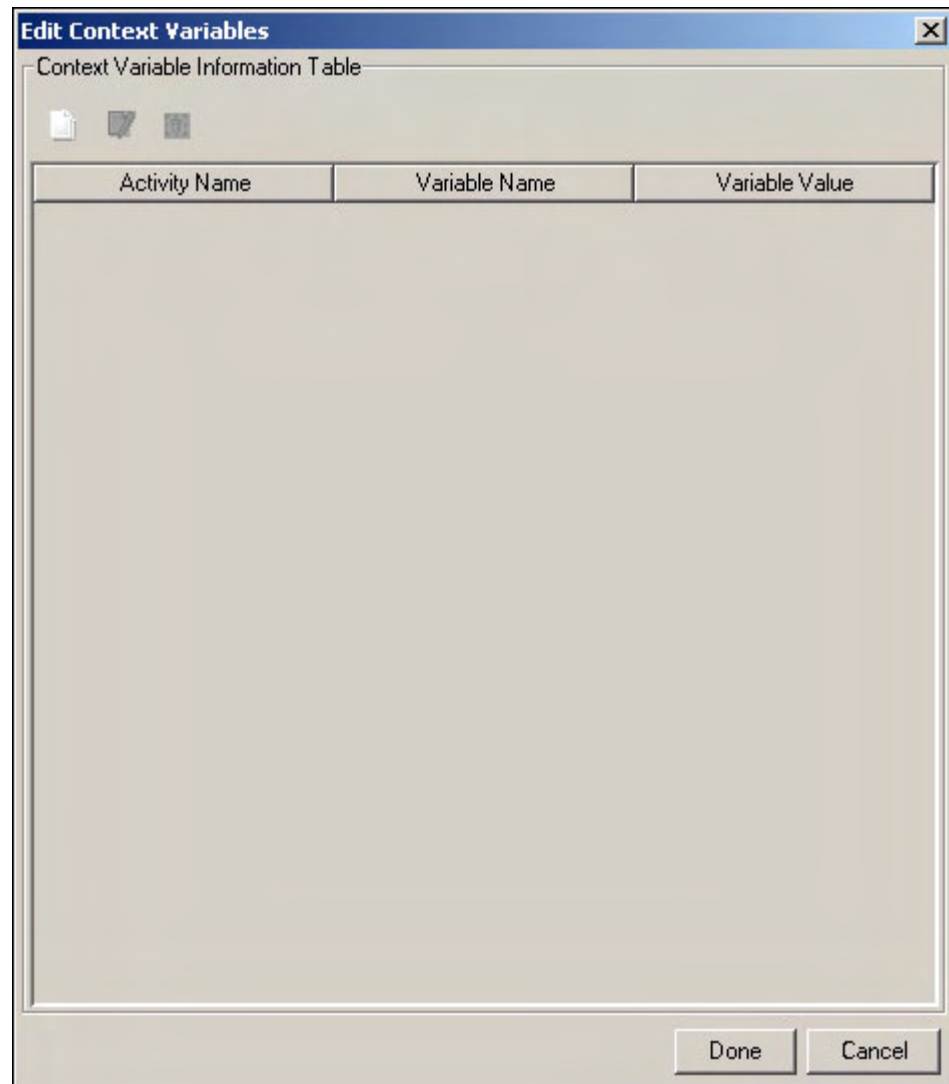 Edit Context Variables
Context Variable Information Table
Activity Name Variable Name Variable Value
Done Cancel